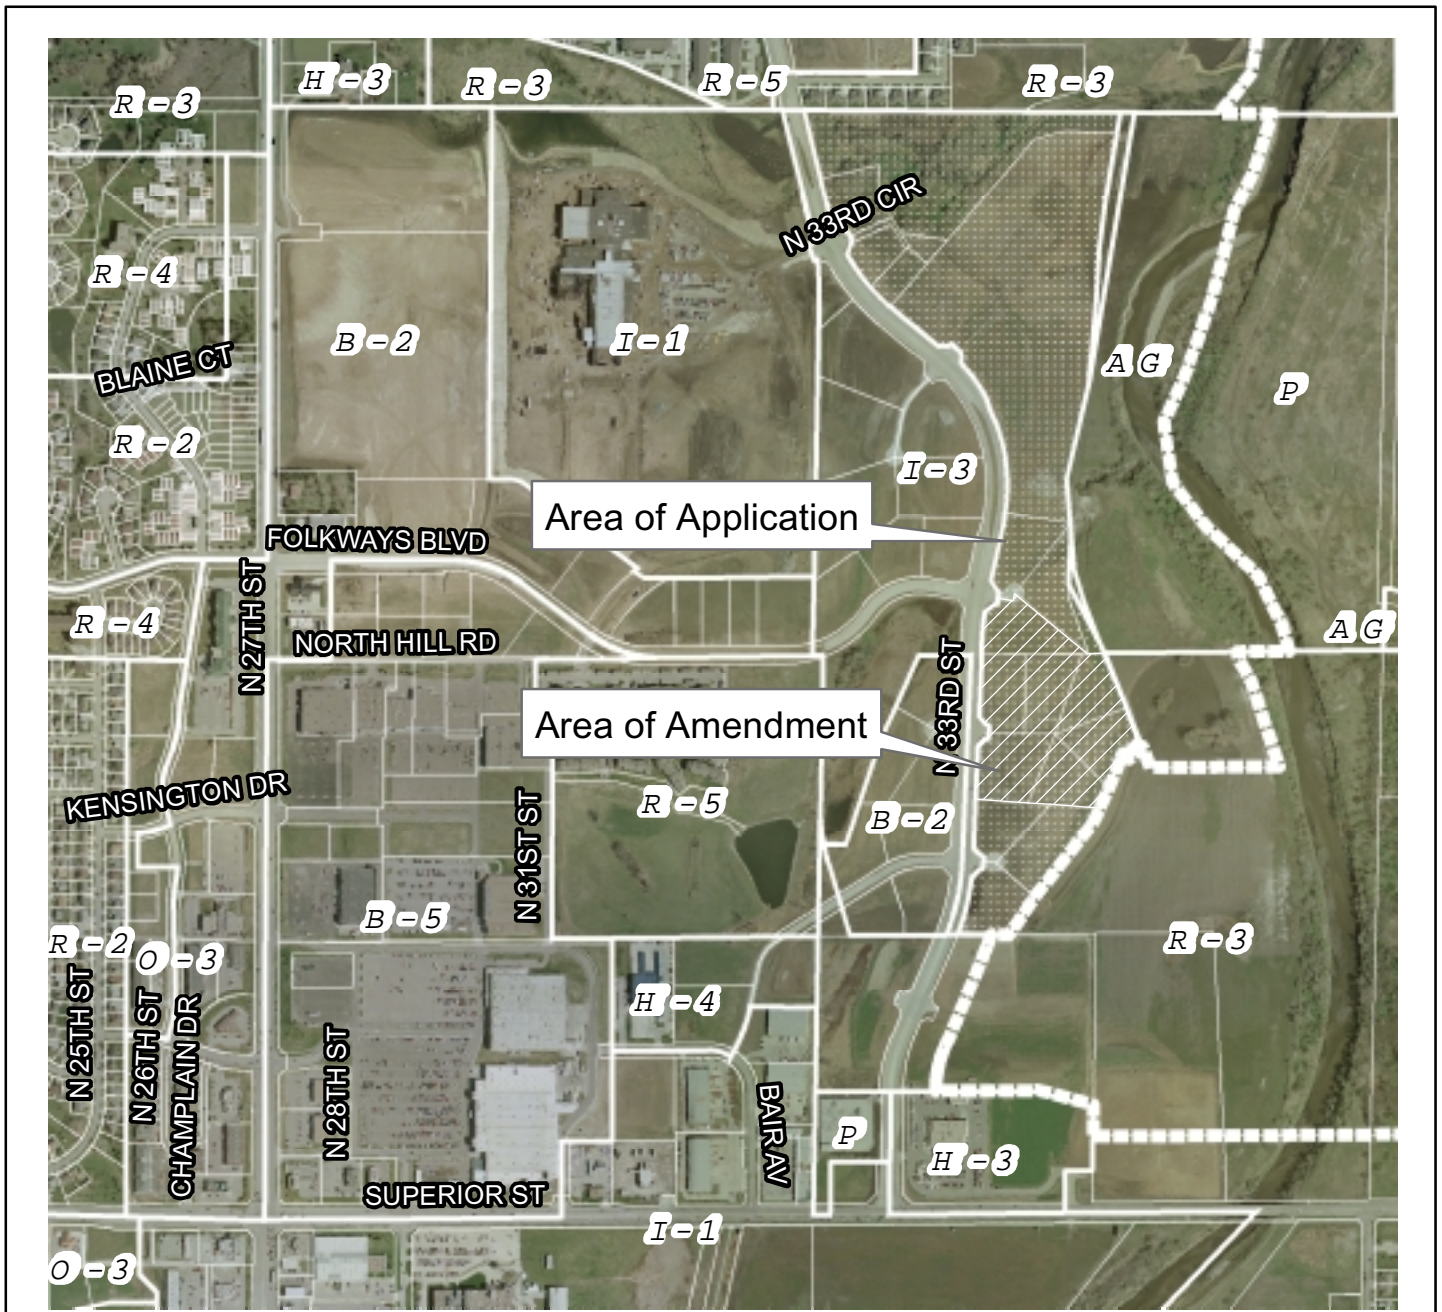 H-3
R-3
R-5
R-3
R-3
N 33RD CIR
R-4
B-2
I-1
BLAINE CT
AG
P
R-2
I-3
Area of Application
FOLKWAYS BLVD
N 27TH ST
R-4
NORTH HILL RD
AG
N 33RD ST
Area of Amendment
KENSINGTON DR
R-5
B-2
N 31ST ST
B-5
R-2
O-3
R-3
H-4
N 25TH ST
N 26TH ST
CHAMPLAIN DR
N 28TH ST
BAIR AV
P
H-3
SUPERIOR ST
I-1
O-3